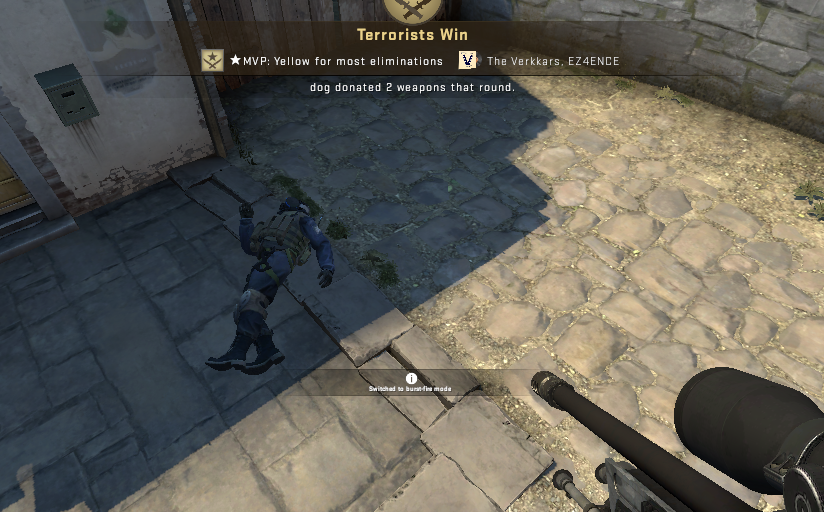 Terrorists Win
★MVP: Yellow for most eliminations
The Verkkars, EZ4ENCE
dog donated 2 weapons that round.
Switched to burst-fire mode